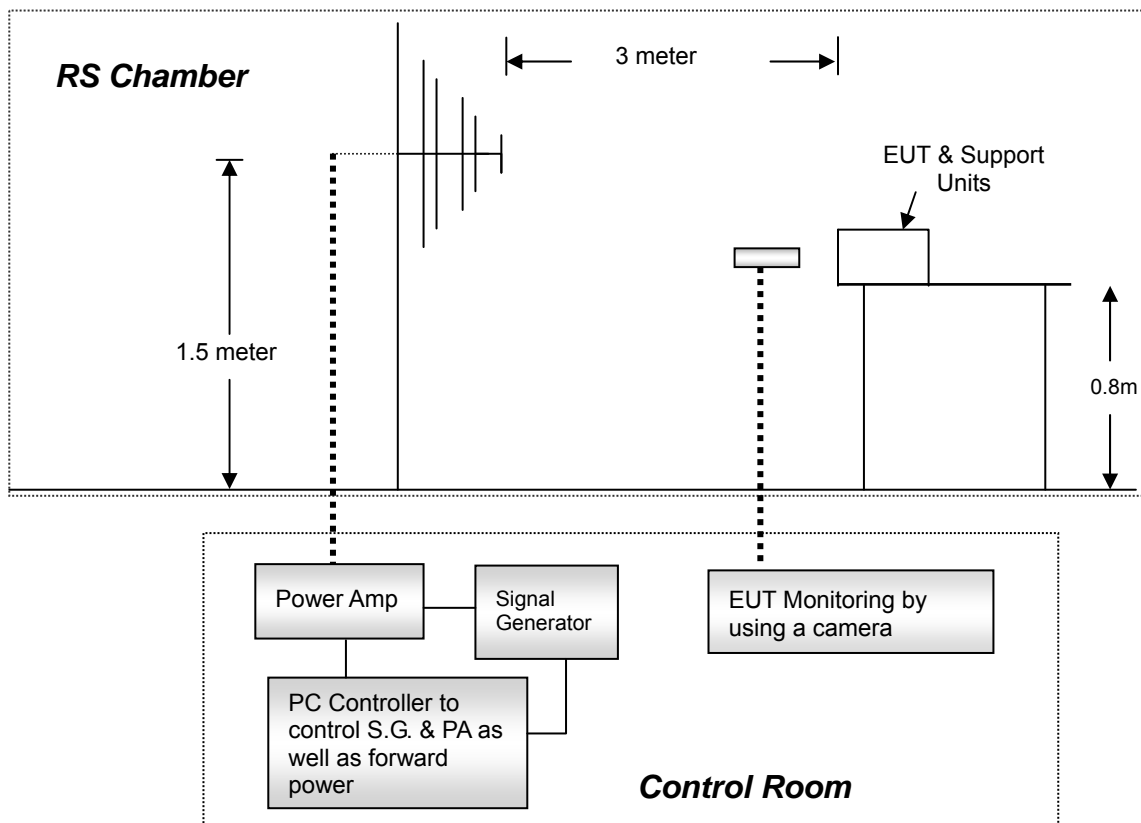 RS Chamber
3 meter
EUT & Support
Units
1.5 meter
0.8m
Power Amp
Signal
Generator
EUT Monitoring by
using a camera
PC Controller to
control S.G. & PA as
well as forward
power
Control Room